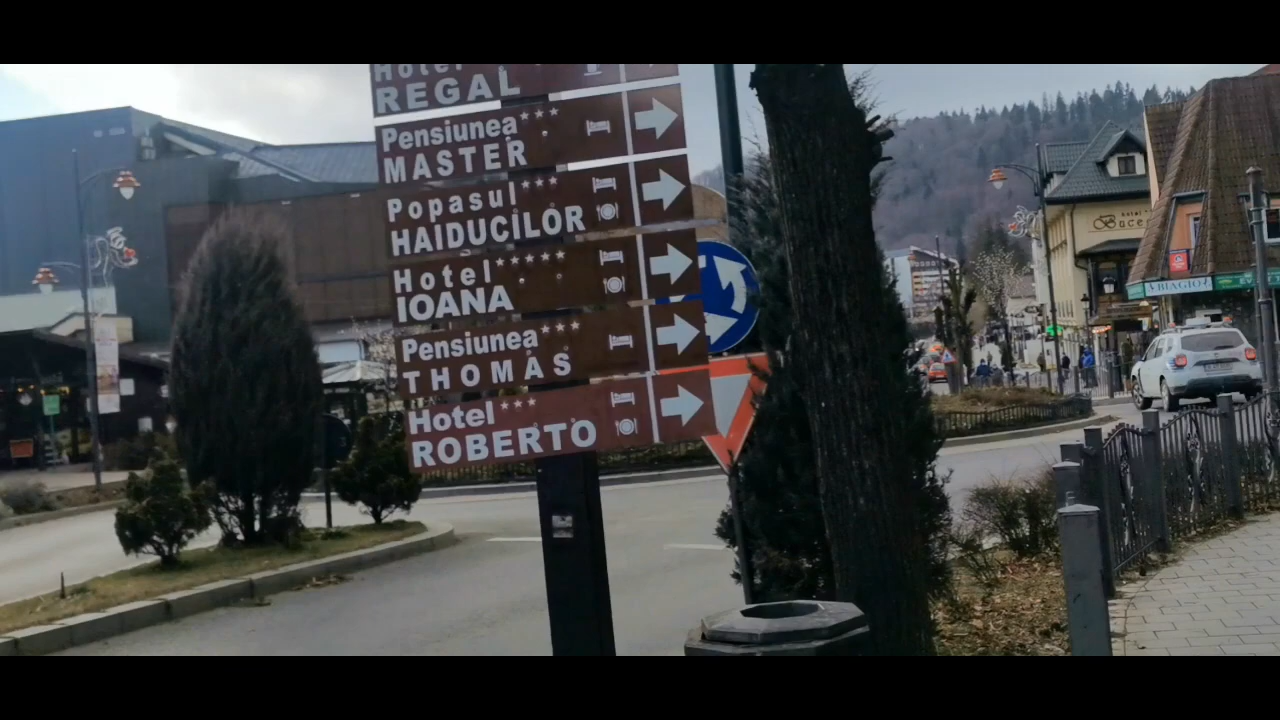 Hotel
REGAL
Pensiunea
MASTER
Popasul
HAIDUCILOR
Hotel
IOANA
Pensiunea
THOMAS
Hotel
ROBERTO